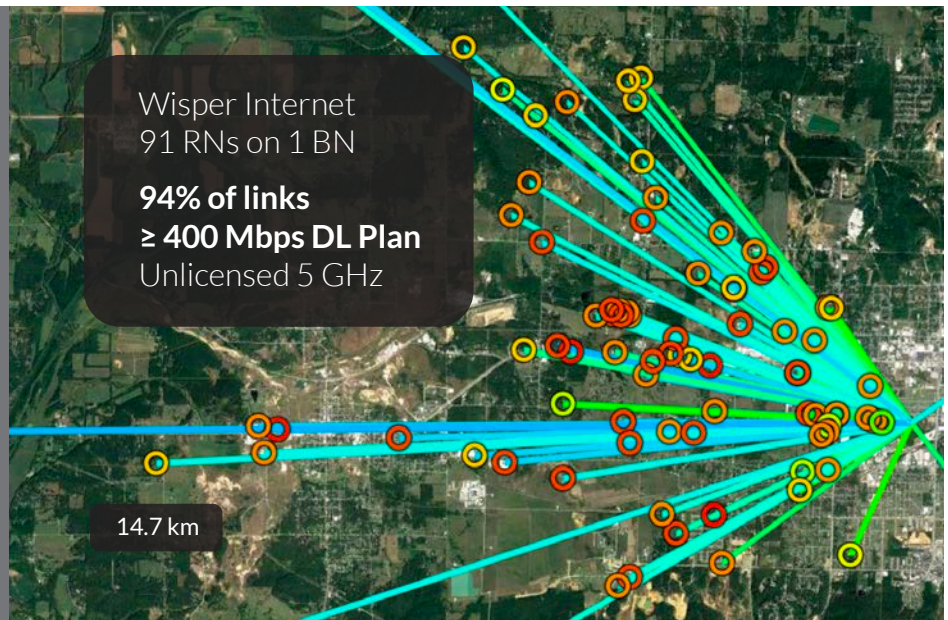 Wisper Internet
91 RNs on 1 BN
94% of links
≥ 400 Mbps DL Plan
Unlicensed 5 GHz
14.7 km